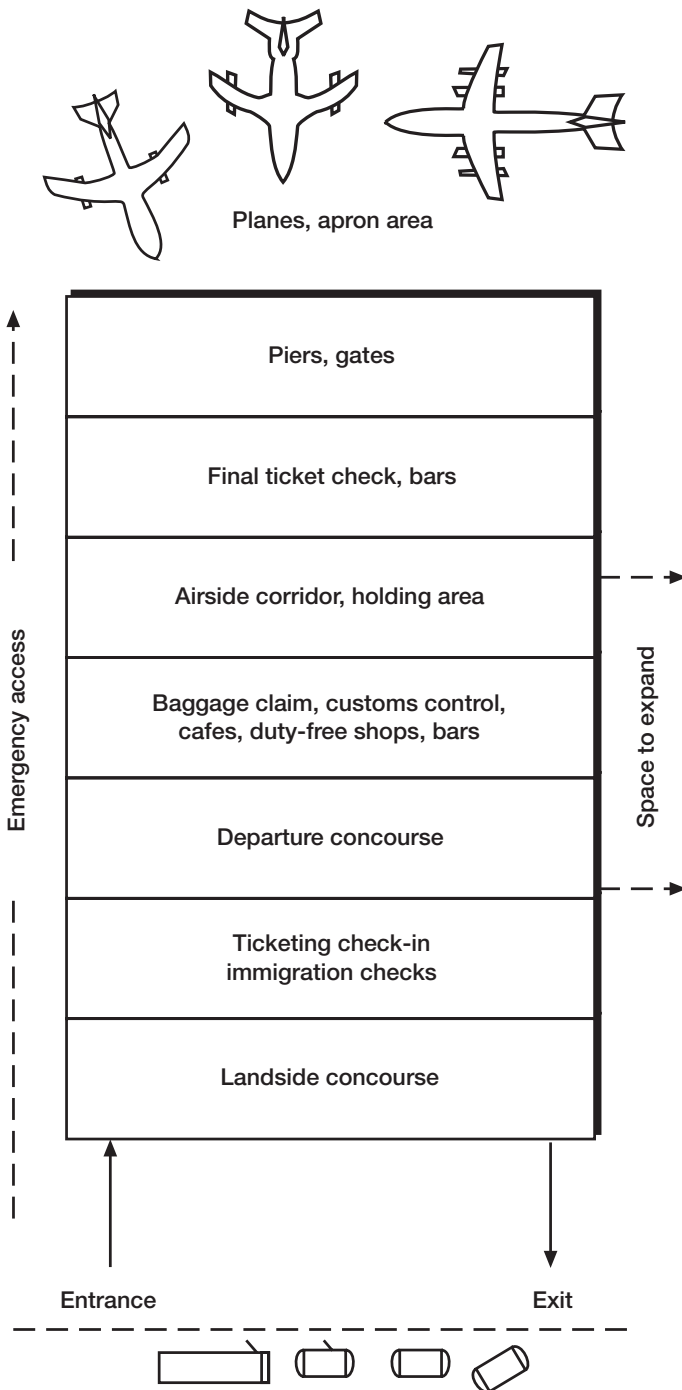 Planes, apron area
Piers, gates
Final ticket check, bars
Airside corridor, holding area
Baggage claim, customs control,
cafes, duty-free shops, bars
Departure concourse
Ticketing check-in
immigration checks
Landside concourse
Emergency access
Space to expand
Entrance
Exit